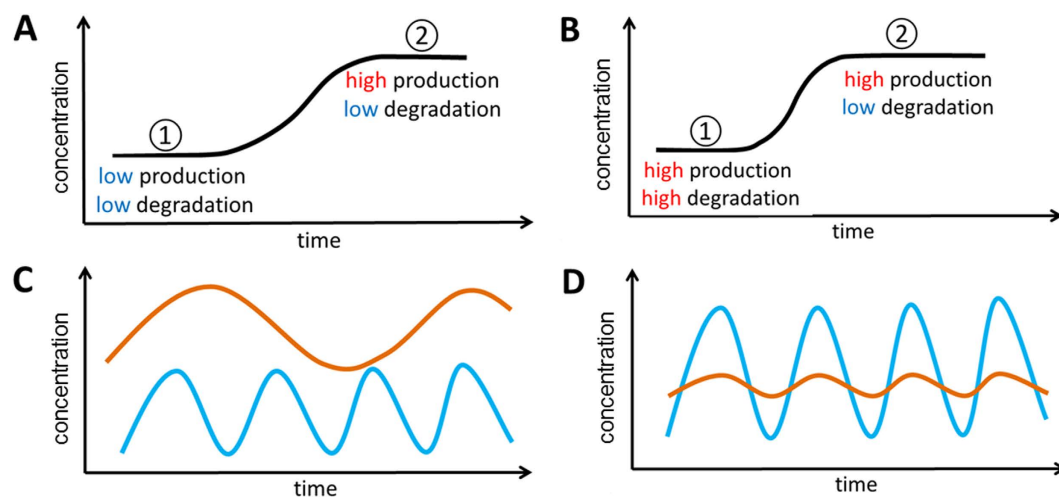 A
concentration
①
low production
low degradation
②
high production
low degradation
time
B
concentration
①
high production
high degradation
②
high production
low degradation
time
C
concentration
time
D
concentration
time